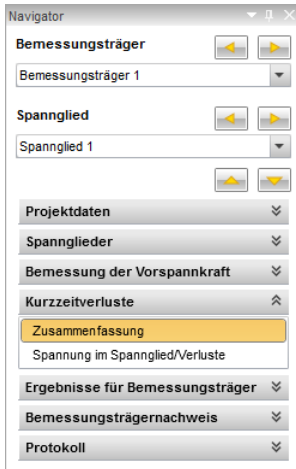 Navigator
Bemessungsträger
Bemessungsträger 1
Spannglied
Spannglied 1
Projektdaten
Spannglieder
Bemessung der Vorspannkraft
Kurzzeitverluste
Zusammenfassung
Spannung im Spannglied/Verluste
Ergebnisse für Bemessungsträger
Bemessungsträgernachweis
Protokoll